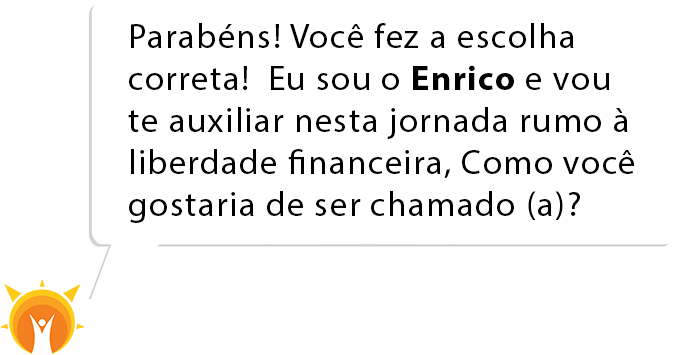 Parabéns! Você fez a escolha
correta!  Eu sou o Enrico e vou
te auxiliar nesta jornada rumo à
liberdade financeira, Como você
gostaria de ser chamado (a)?